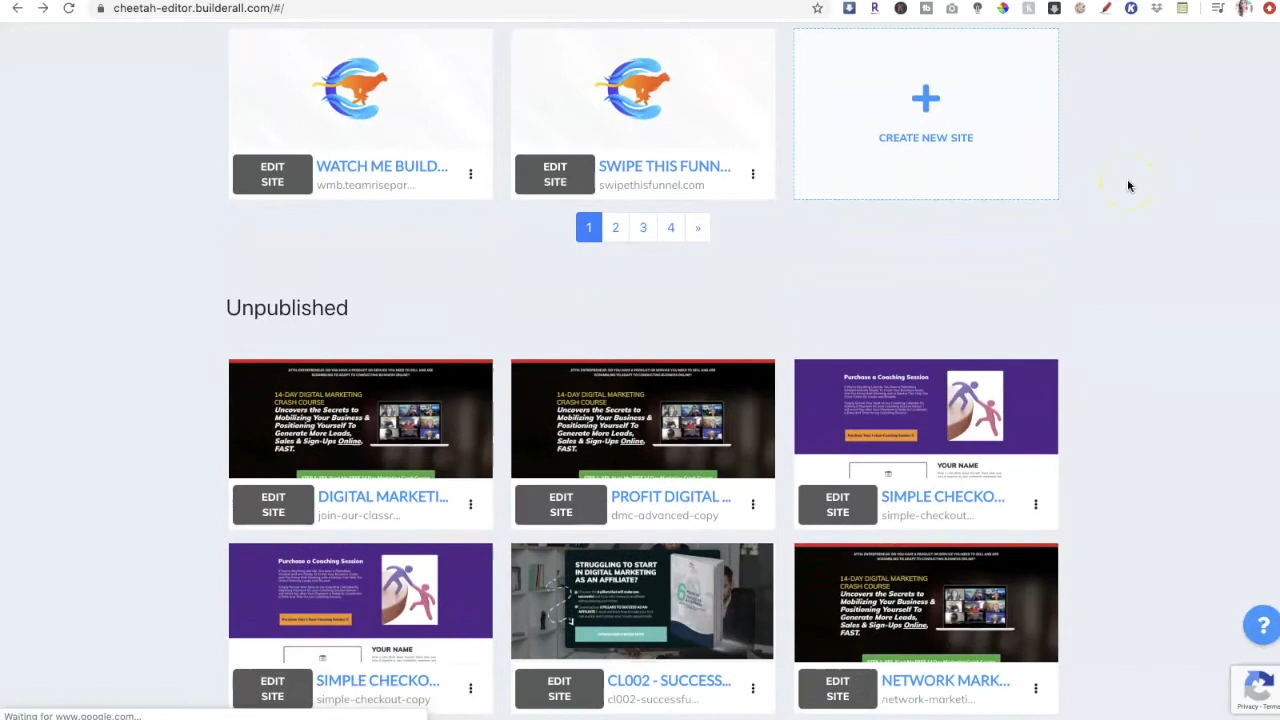 cheetah-editor.builderall.com/#/
EDIT SITE
WATCH ME BUILD...
wmb.teamrisepar...
EDIT SITE
SWIPE THIS FUNN...
swipethisfunnel.com
CREATE NEW SITE
1 2 3 4 »
Unpublished
14-DAY DIGITAL MARKETING
CRASH COURSE
Uncovers the Secrets to
Mobilizing Your Business &
Positioning Yourself To
Generate More Leads,
Sales & Sign-Ups Online,
FAST.
EDIT SITE
DIGITAL MARKETI...
join-our-classr...
14-DAY DIGITAL MARKETING
CRASH COURSE
Uncovers the Secrets to
Mobilizing Your Business &
Positioning Yourself To
Generate More Leads,
Sales & Sign-Ups Online,
FAST.
EDIT SITE
PROFIT DIGITAL ...
dmc-advanced-copy
Purchase a Coaching Session
YOUR NAME
EDIT SITE
SIMPLE CHECKO...
simple-checkout...
Purchase a Coaching Session
YOUR NAME
EDIT SITE
SIMPLE CHECKO...
simple-checkout-copy
STRUGGLING TO START
IN DIGITAL MARKETING
AS AN AFFILIATE?
EDIT SITE
CL002 - SUCCESS...
cl002-successfu...
14-DAY DIGITAL MARKETING
CRASH COURSE
Uncovers the Secrets to
Mobilizing Your Business &
Positioning Yourself To
Generate More Leads,
Sales & Sign-Ups Online,
FAST.
EDIT SITE
NETWORK MARK...
network-marketi...
?
Privacy - Terms
Waiting for www.google.com...